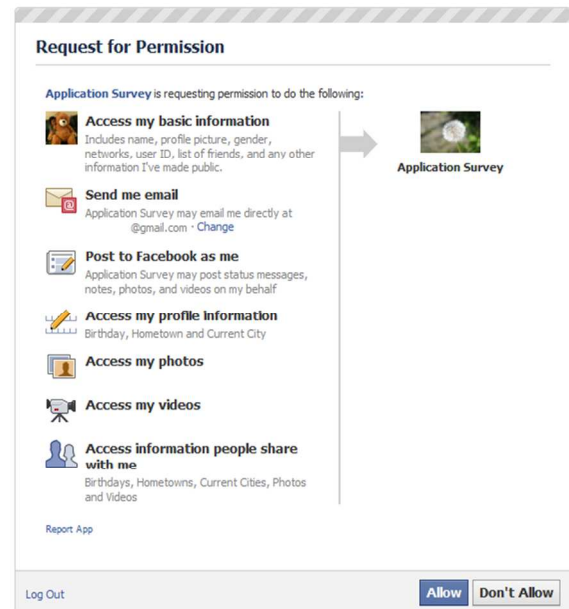 Request for Permission
Application Survey is requesting permission to do the following:
Access my basic information
Includes name, profile picture, gender,
networks, user ID, list of friends, and any other
information I've made public.
Application Survey
Send me email
Application Survey may email me directly at
@gmail.com · Change
Post to Facebook as me
Application Survey may post status messages,
notes, photos, and videos on my behalf
Access my profile information
Birthday, Hometown and Current City
Access my photos
Access my videos
Access information people share
with me
Birthdays, Hometowns, Current Cities, Photos
and Videos
Report App
Log Out
Allow
Don't Allow